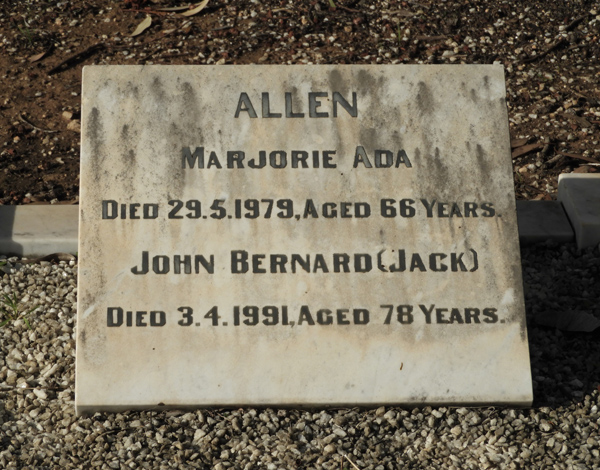 ALLEN
MARJORIE ADA
DIED 29.5.1979, AGED 66 YEARS.
JOHN BERNARD (JACK)
DIED 3.4.1991, AGED 78 YEARS.